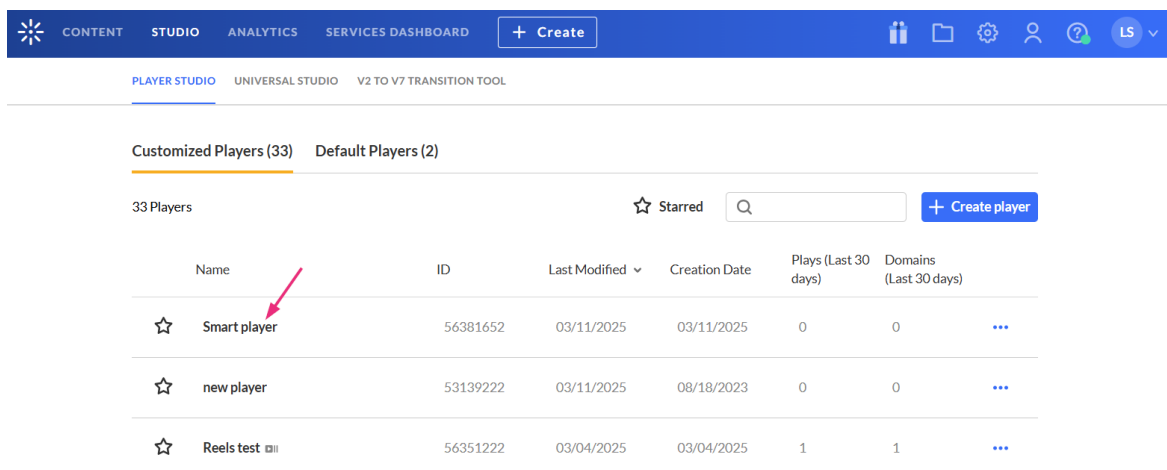 CONTENT STUDIO ANALYTICS SERVICES DASHBOARD + Create LS
PLAYER STUDIO UNIVERSAL STUDIO V2 TO V7 TRANSITION TOOL
Customized Players (33) Default Players (2)
33 Players Starred + Create player
Name ID Last Modified Creation Date Plays (Last 30 days) Domains (Last 30 days)
Smart player 56381652 03/11/2025 03/11/2025 0 0
new player 53139222 03/11/2025 08/18/2023 0 0
Reels test 56351222 03/04/2025 03/04/2025 1 1